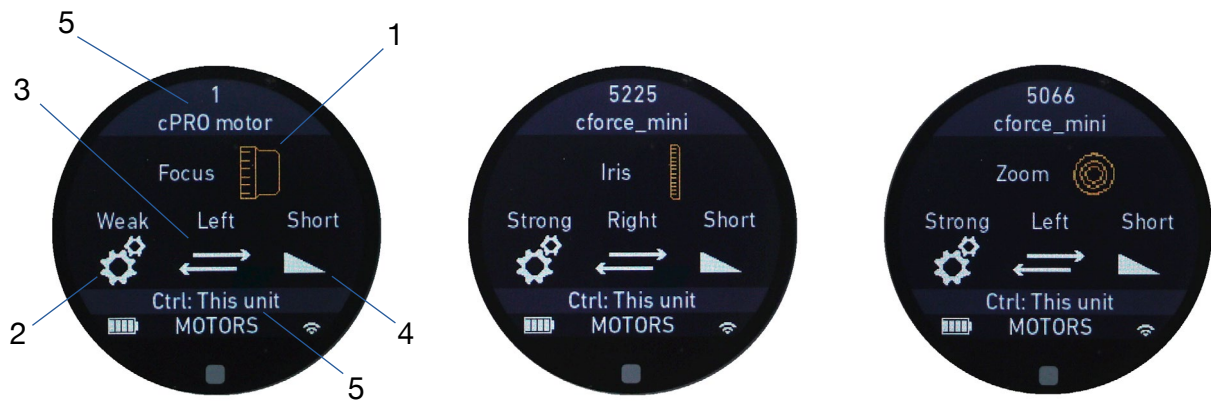 5
1
3
1
cPRO motor
Focus
Weak Left Short
Ctrl: This unit
MOTORS
2
4
5
5225
cforce_mini
Iris
Strong Right Short
Ctrl: This unit
MOTORS
5066
cforce_mini
Zoom
Strong Left Short
Ctrl: This unit
MOTORS